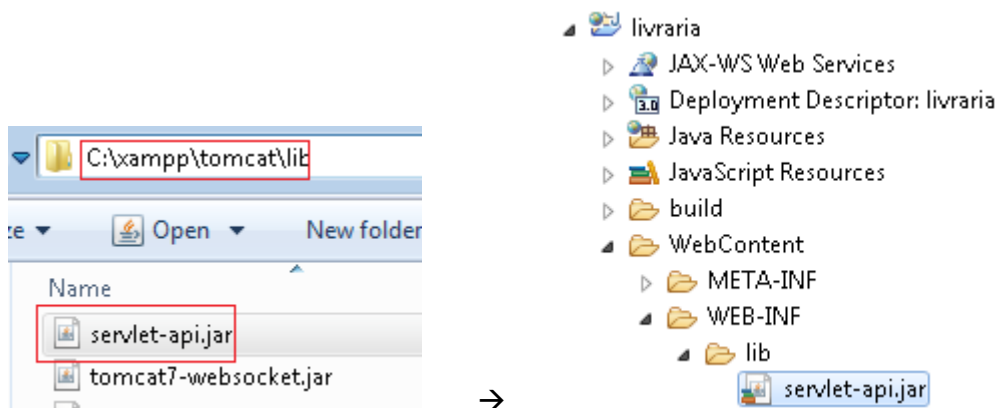 C:\xampp\tomcat\lib
ze ▼ Open ▼ New folder
Name
servlet-api.jar
tomcat7-websocket.jar
→
livraria
JAX-WS Web Services
3.0 Deployment Descriptor: livraria
Java Resources
JavaScript Resources
build
WebContent
META-INF
WEB-INF
lib
servlet-api.jar